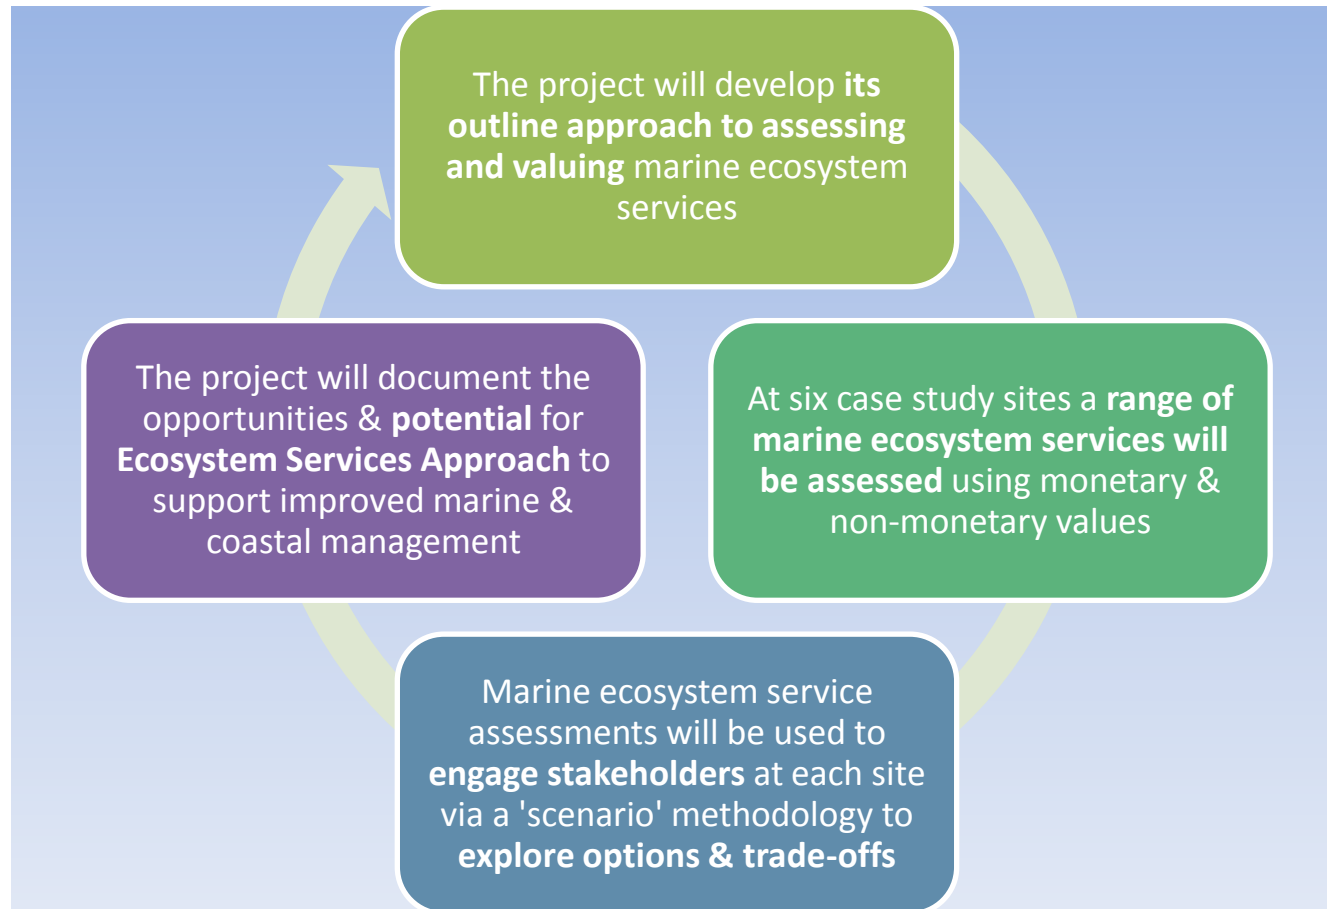 The project will develop its
outline approach to assessing
and valuing marine ecosystem
services
At six case study sites a range of
marine ecosystem services will
be assessed using monetary &
non-monetary values
Marine ecosystem service
assessments will be used to
engage stakeholders at each site
via a 'scenario' methodology to
explore options & trade-offs
The project will document the
opportunities & potential for
Ecosystem Services Approach to
support improved marine &
coastal management